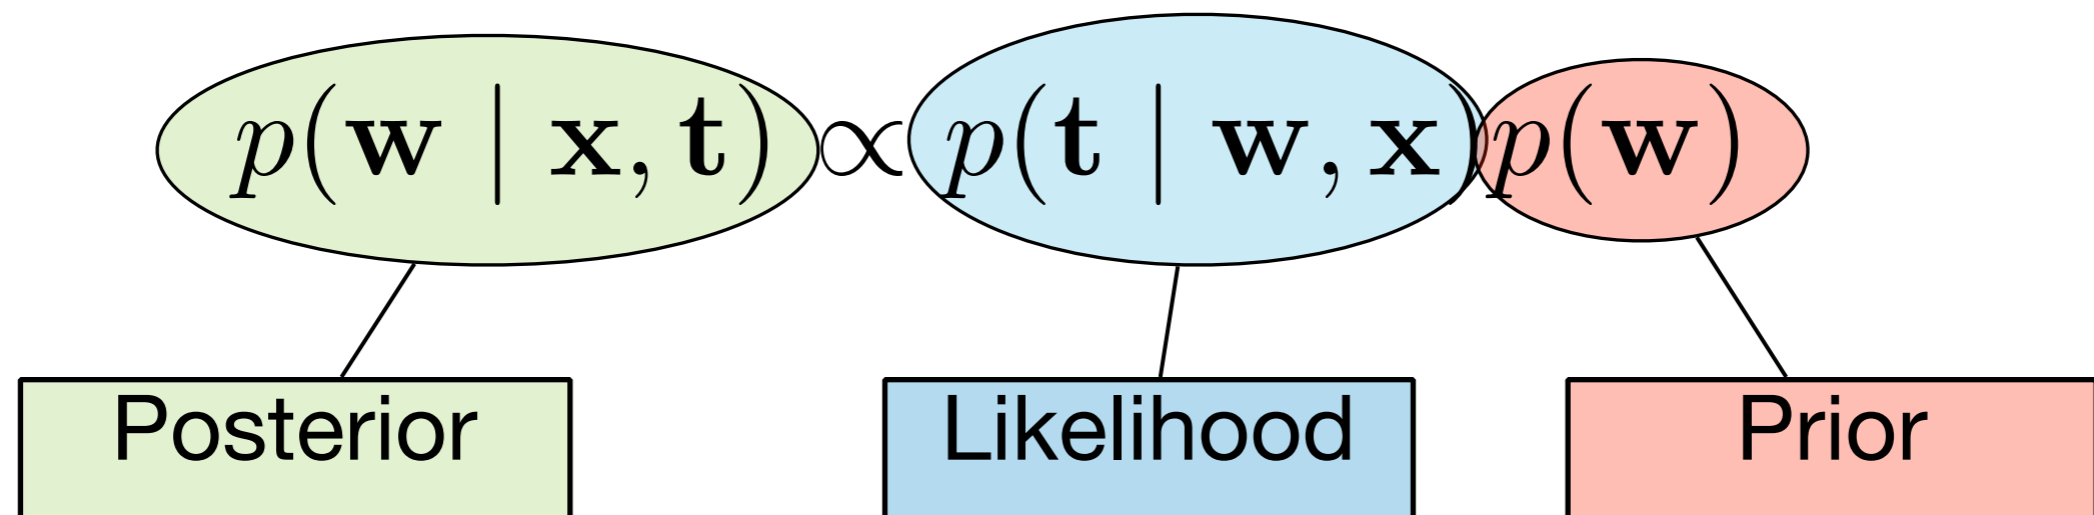 p(w | x, t) ∝ p(t | w, x)p(w)
Posterior Likelihood Prior